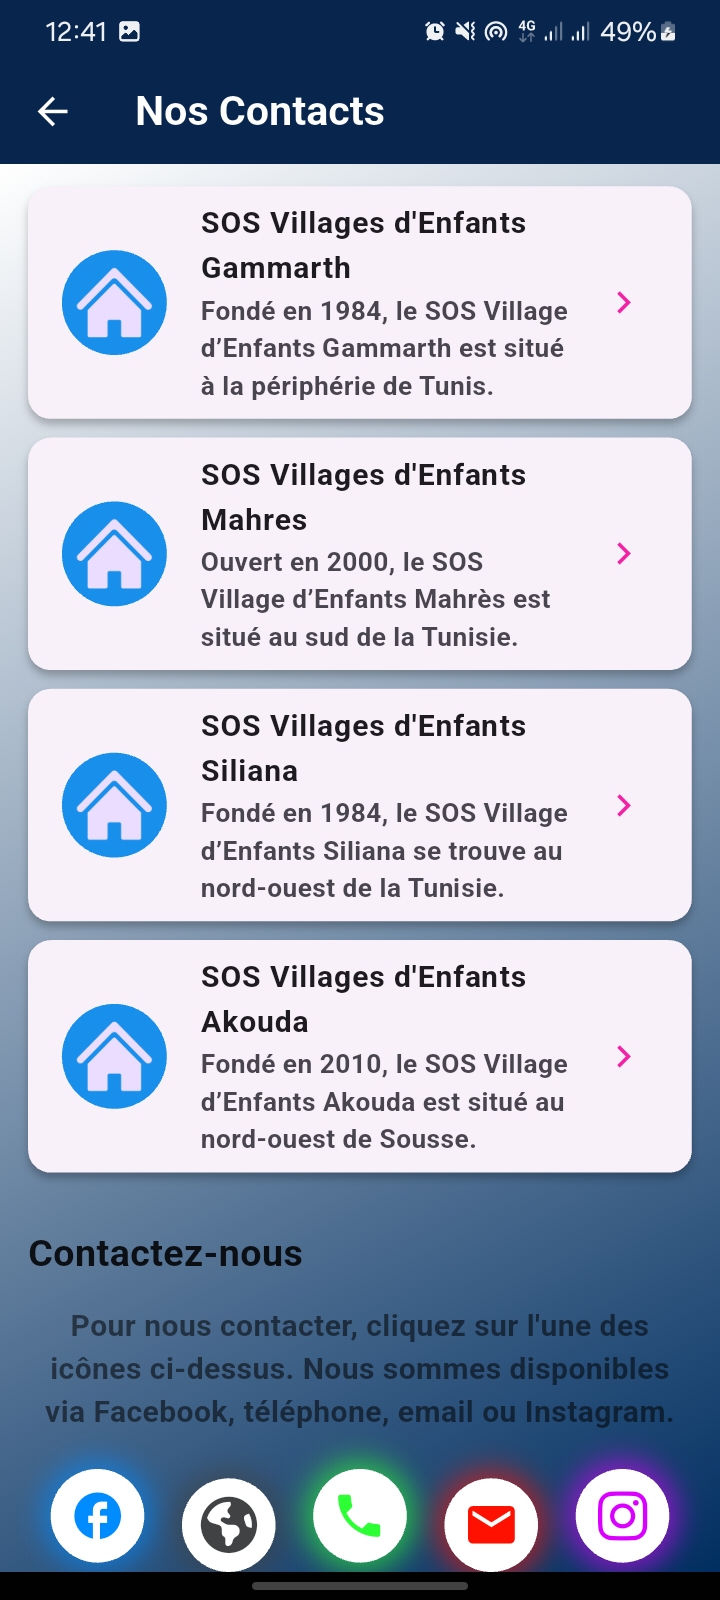 12:41
4G
49%
Nos Contacts
SOS Villages d'Enfants
Gammarth
Fondé en 1984, le SOS Village
d’Enfants Gammarth est situé
à la périphérie de Tunis.
SOS Villages d'Enfants
Mahres
Ouvert en 2000, le SOS
Village d’Enfants Mahrès est
situé au sud de la Tunisie.
SOS Villages d'Enfants
Siliana
Fondé en 1984, le SOS Village
d’Enfants Siliana se trouve au
nord-ouest de la Tunisie.
SOS Villages d'Enfants
Akouda
Fondé en 2010, le SOS Village
d’Enfants Akouda est situé au
nord-ouest de Sousse.
Contactez-nous
Pour nous contacter, cliquez sur l'une des
icônes ci-dessus. Nous sommes disponibles
via Facebook, téléphone, email ou Instagram.